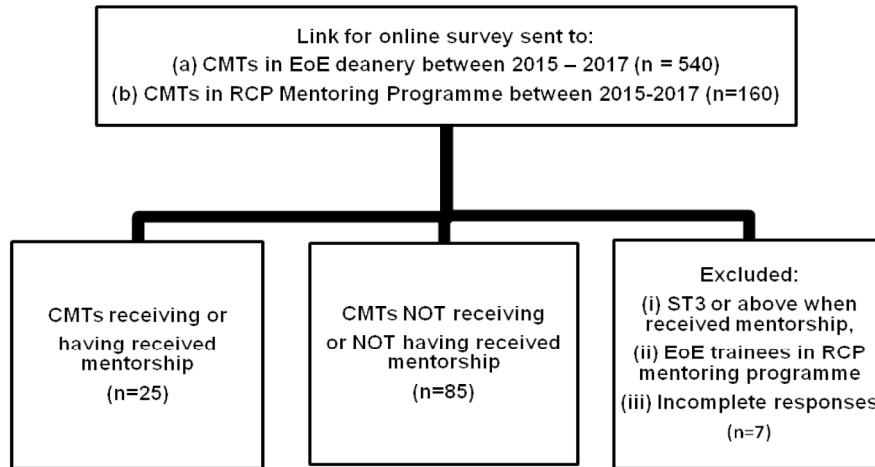 Link for online survey sent to:
(a) CMTs in EoE deanery between 2015 – 2017 (n = 540)
(b) CMTs in RCP Mentoring Programme between 2015-2017 (n=160)
CMTs receiving or
having received
mentorship
(n=25)
CMTs NOT receiving
or NOT having received
mentorship
(n=85)
Excluded:
(i) ST3 or above when
received mentorship,
(ii) EoE trainees in RCP
mentoring programme
(iii) Incomplete responses
(n=7)